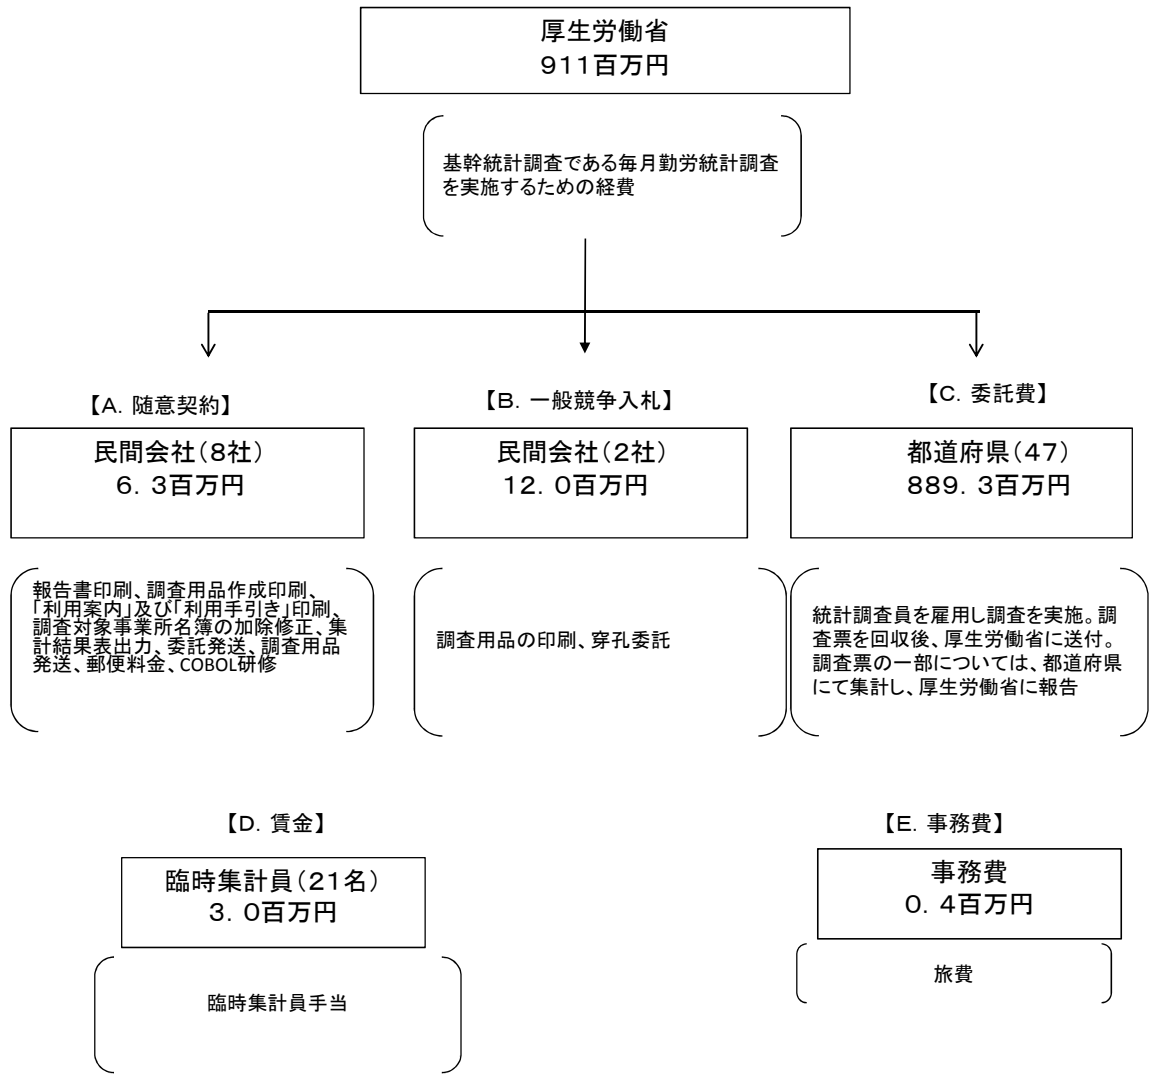 厚生労働省
911百万円
基幹統計調査である毎月勤労統計調査
を実施するための経費
【A. 随意契約】
民間会社(8社)
6. 3百万円
報告書印刷、調査用品作成印刷、
「利用案内」及び「利用手引き」印刷、
調査対象事業所名簿の加除修正、集
計結果表出力、委託発送、調査用品
発送、郵便料金、COBOL研修
【B. 一般競争入札】
民間会社(2社)
12. 0百万円
調査用品の印刷、穿孔委託
【C. 委託費】
都道府県(47)
889. 3百万円
統計調査員を雇用し調査を実施。調
査票を回収後、厚生労働省に送付。
調査票の一部については、都道府県
にて集計し、厚生労働省に報告
【D. 賃金】
臨時集計員(21名)
3. 0百万円
臨時集計員手当
【E. 事務費】
事務費
0. 4百万円
旅費